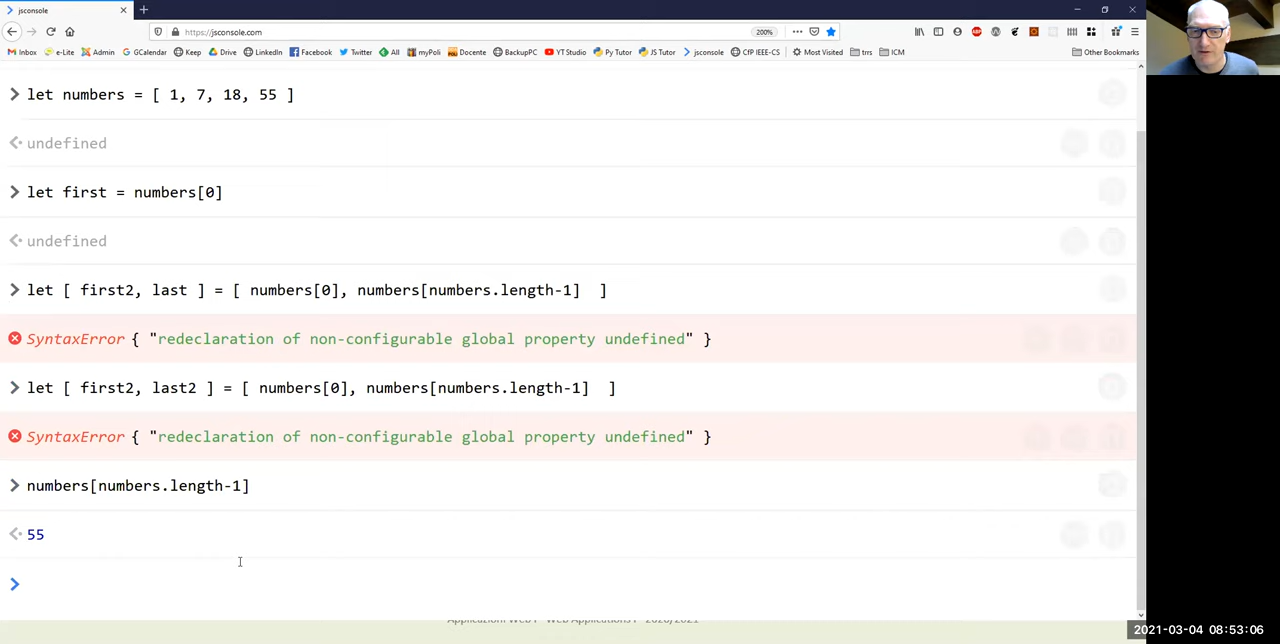 jsconsole
https://jsconsole.com
200%
Inbox e-Lite Admin GCalendar Keep Drive LinkedIn Facebook Twitter All myPoli Docente BackupPC YT Studio Py Tutor JS Tutor jsconsole CfP IEEE-CS Most Visited trs ICM Other Bookmarks
> let numbers = [ 1, 7, 18, 55 ]
undefined
> let first = numbers[0]
undefined
> let [ first2, last ] = [ numbers[0], numbers[numbers.length-1]  ]
SyntaxError { "redeclaration of non-configurable global property undefined" }
> let [ first2, last2 ] = [ numbers[0], numbers[numbers.length-1]  ]
SyntaxError { "redeclaration of non-configurable global property undefined" }
> numbers[numbers.length-1]
55
>
Applicazioni Web I - Web Applications I - 2020/2021
2021-03-04 08:53:06